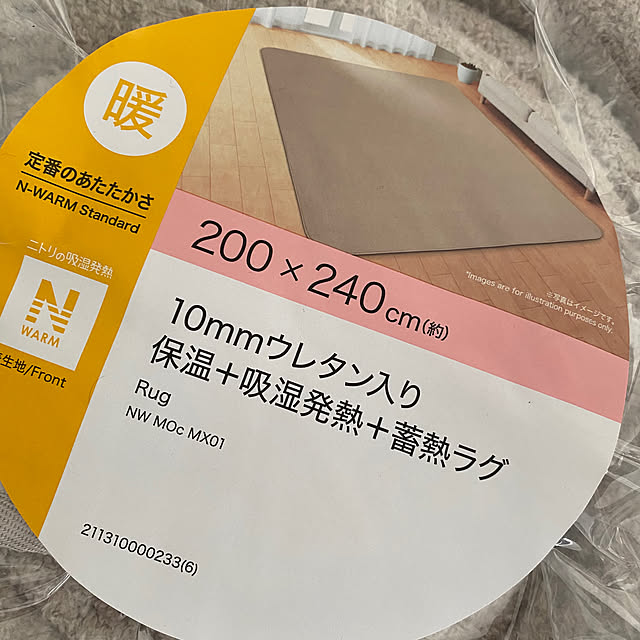 暖
定番のあたたかさ
N-WARM Standard
ニトリの吸湿発熱
N
WARM
生地/Front
※写真はイメージです。
*Images are for illustration purposes only.
200×240cm(約)
10mmウレタン入り
保温+吸湿発熱+蓄熱ラグ
Rug
NW MOc MX01
211310000233(6)